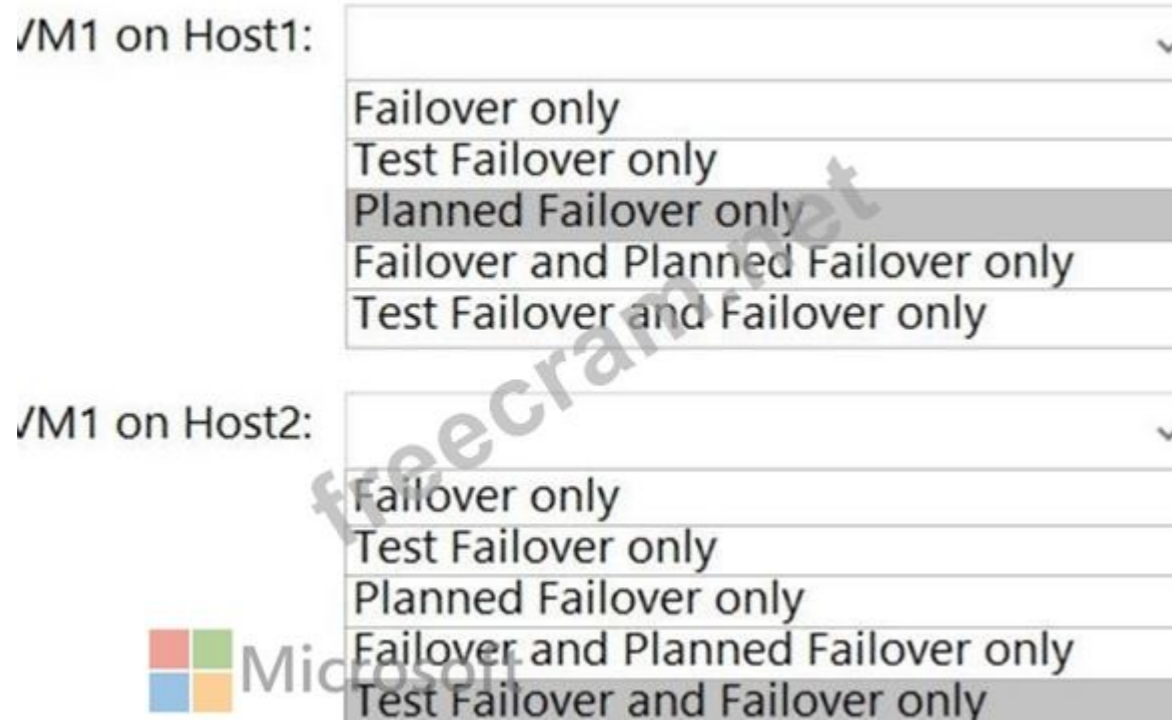 VM1 on Host1:
Failover only
Test Failover only
Planned Failover only
Failover and Planned Failover only
Test Failover and Failover only
VM1 on Host2:
Failover only
Test Failover only
Planned Failover only
Failover and Planned Failover only
Test Failover and Failover only
freecram.net
Microsoft